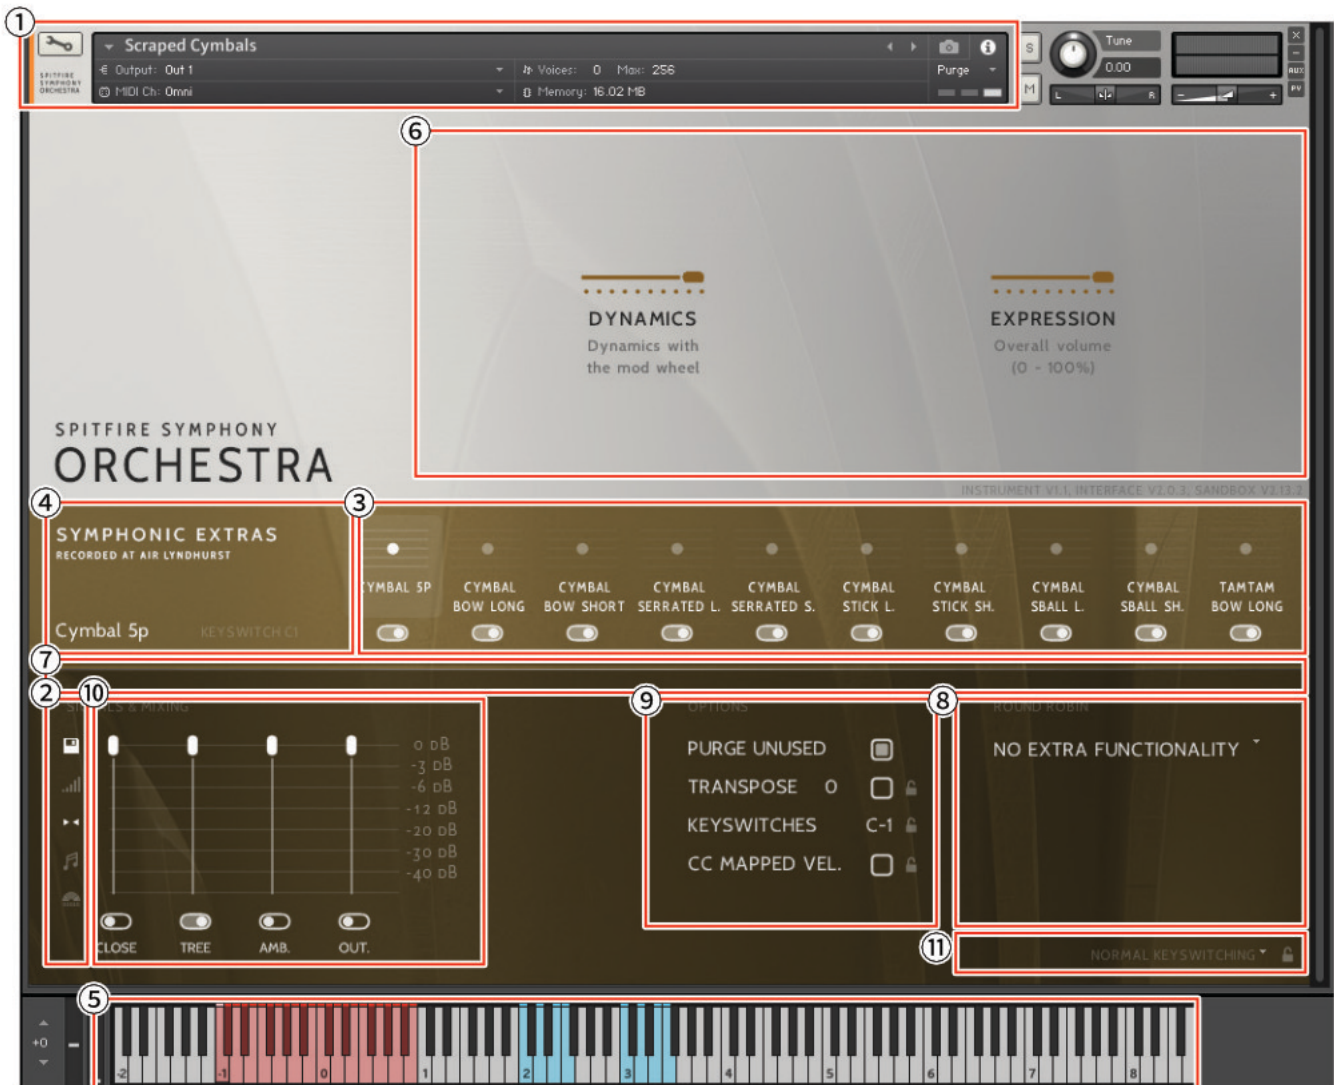 1
Scraped Cymbals
Output: Out 1
Voices: 0 Max: 256
Purge
MIDI Ch: Omni
Memory: 16.02 MB
SPITFIRE
SYMPHONY
ORCHESTRA
S
M
Tune
0.00
L R
- +
×
-
AUX
PV
6
DYNAMICS
Dynamics with
the mod wheel
EXPRESSION
Overall volume
(0 - 100%)
SPITFIRE SYMPHONY
ORCHESTRA
INSTRUMENT V1.1, INTERFACE V2.0.3, SANDBOX V2.13.2
4
SYMPHONIC EXTRAS
RECORDED AT AIR LYNDHURST
Cymbal 5p
KEYSWITCH C1
3
CYMBAL 5P
CYMBAL
BOW LONG
CYMBAL
BOW SHORT
CYMBAL
SERRATED L.
CYMBAL
SERRATED S.
CYMBAL
STICK L.
CYMBAL
STICK SH.
CYMBAL
SBALL L.
CYMBAL
SBALL SH.
TAMTAM
BOW LONG
7
2
10
SIGNALS & MIXING
0 DB
-3 DB
-6 DB
-12 DB
-20 DB
-30 DB
-40 DB
CLOSE
TREE
AMB.
OUT.
9
OPTIONS
PURGE UNUSED
TRANSPOSE 0
KEYSWITCHES C-1
CC MAPPED VEL.
8
ROUND ROBIN
NO EXTRA FUNCTIONALITY
11
NORMAL KEYSWITCHING
5
+0
-
-2 -1 0 1 2 3 4 5 6 7 8